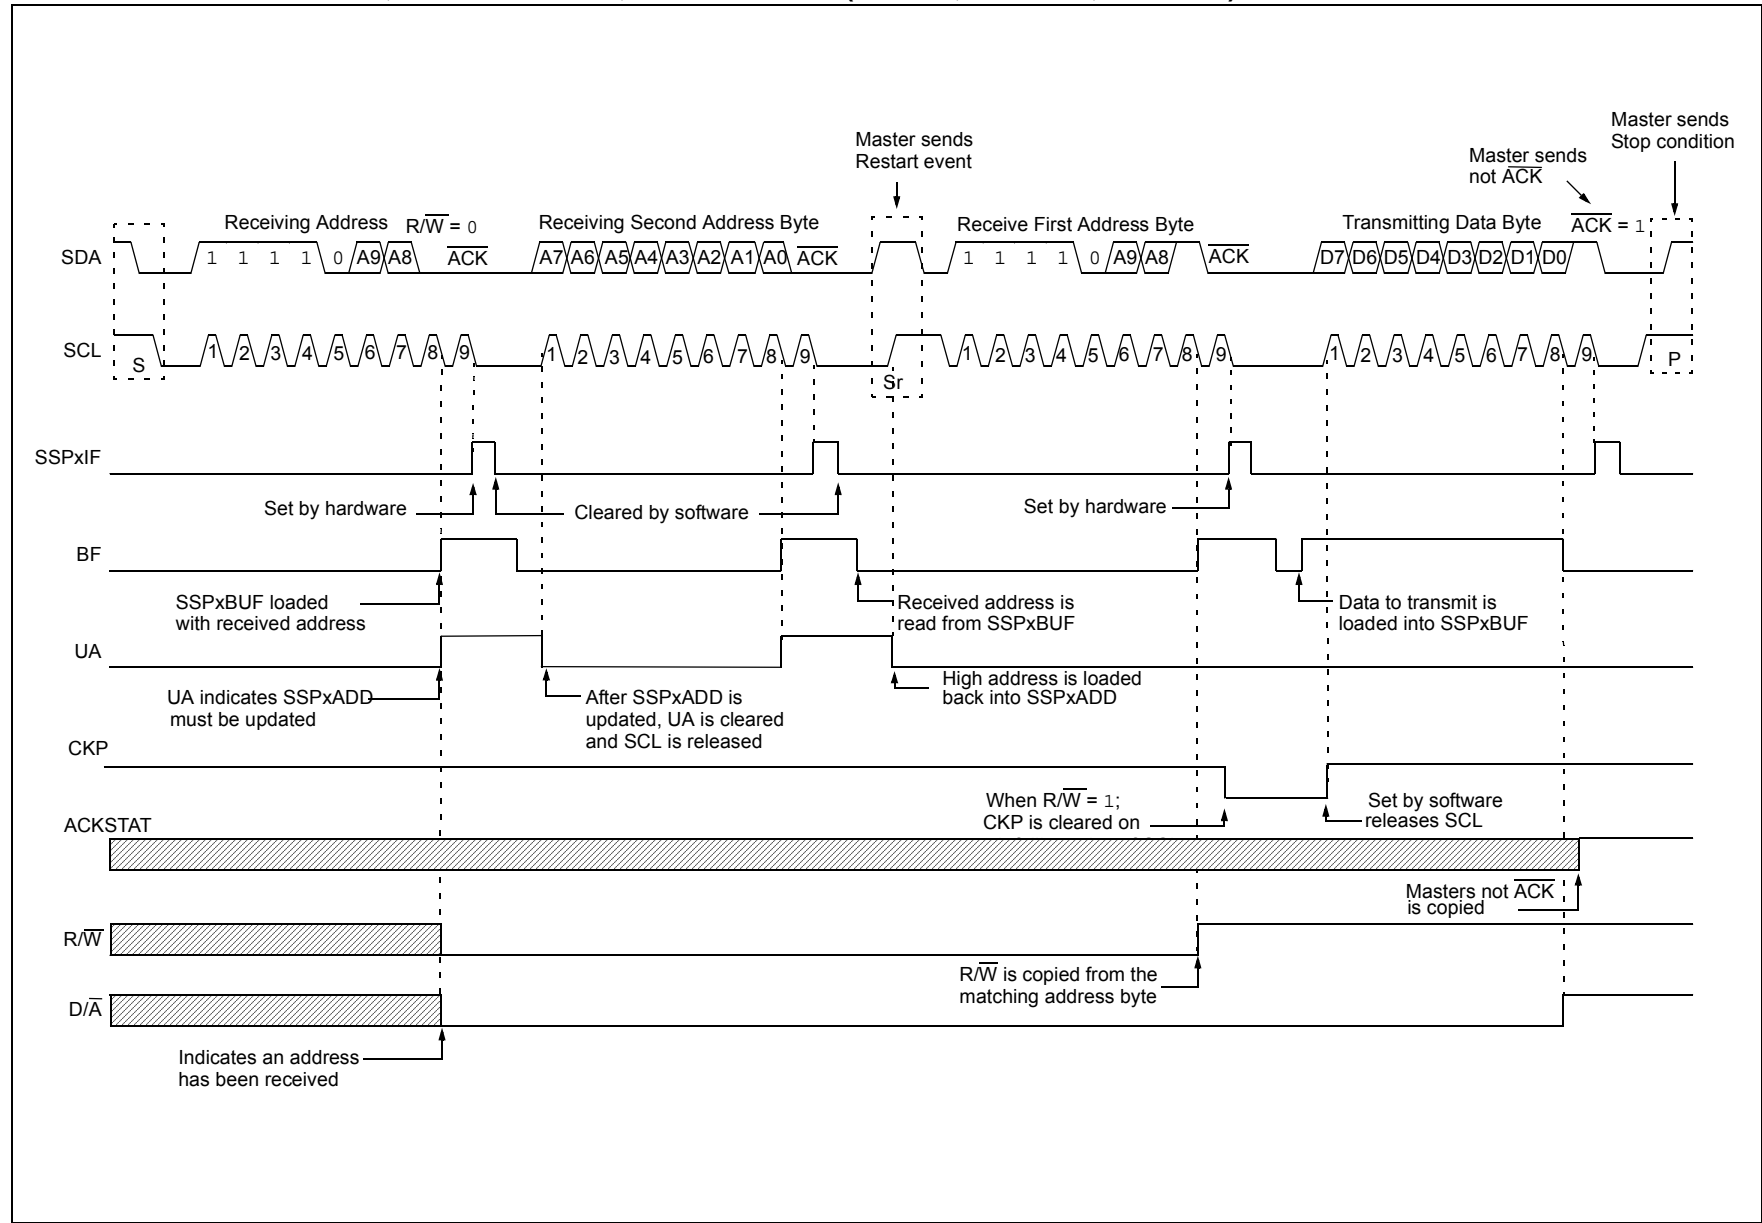 Master sends
Restart event
Master sends
not A̅C̅K̅
Master sends
Stop condition
Receiving Address
R/W̅ = 0
Receiving Second Address Byte
Receive First Address Byte
Transmitting Data Byte
A̅C̅K̅ = 1
SDA
1 1 1 1 0 A9 A8 A̅C̅K̅ A7 A6 A5 A4 A3 A2 A1 A0 A̅C̅K̅ 1 1 1 1 0 A9 A8 A̅C̅K̅ D7 D6 D5 D4 D3 D2 D1 D0
SCL
S 1 2 3 4 5 6 7 8 9 1 2 3 4 5 6 7 8 9 Sr 1 2 3 4 5 6 7 8 9 1 2 3 4 5 6 7 8 9 P
SSPxIF
Set by hardware
Cleared by software
Set by hardware
BF
SSPxBUF loaded
with received address
Received address is
read from SSPxBUF
Data to transmit is
loaded into SSPxBUF
UA
UA indicates SSPxADD
must be updated
After SSPxADD is
updated, UA is cleared
and SCL is released
High address is loaded
back into SSPxADD
CKP
When R/W̅ = 1;
CKP is cleared on
Set by software
releases SCL
ACKSTAT
Masters not A̅C̅K̅
is copied
R/W̅
R/W̅ is copied from the
matching address byte
D/A̅
Indicates an address
has been received